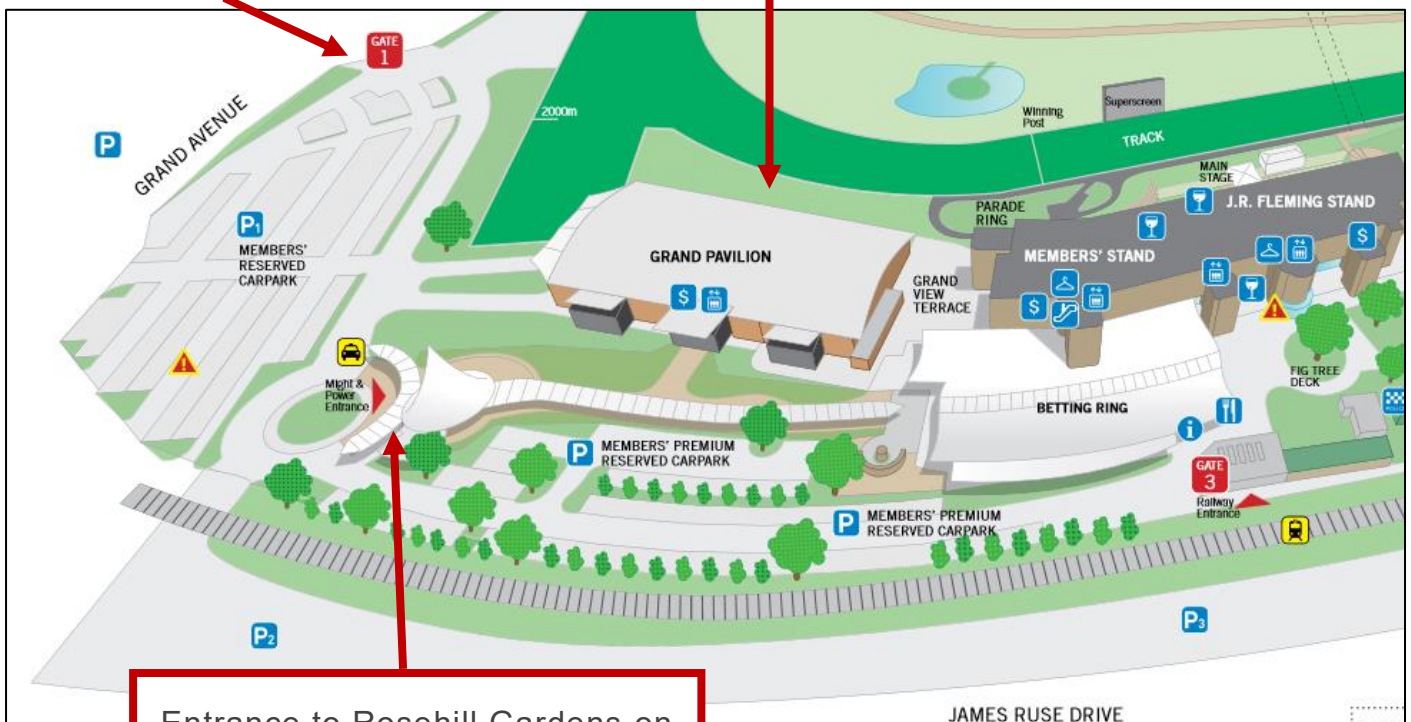 GATE
1
GRAND AVENUE
P
P1
MEMBERS'
RESERVED
CARPARK
2000m
Winning
Post
Superscreen
TRACK
MAIN
STAGE
J.R. FLEMING STAND
PARADE
RING
MEMBERS' STAND
GRAND PAVILION
GRAND
VIEW
TERRACE
$
$
$
FIG TREE
DECK
POLICE
Might &
Power
Entrance
BETTING RING
i
P
MEMBERS' PREMIUM
RESERVED CARPARK
GATE
3
Railway
Entrance
P
MEMBERS' PREMIUM
RESERVED CARPARK
P2
P3
JAMES RUSE DRIVE
Entrance to Rosehill Gardens on